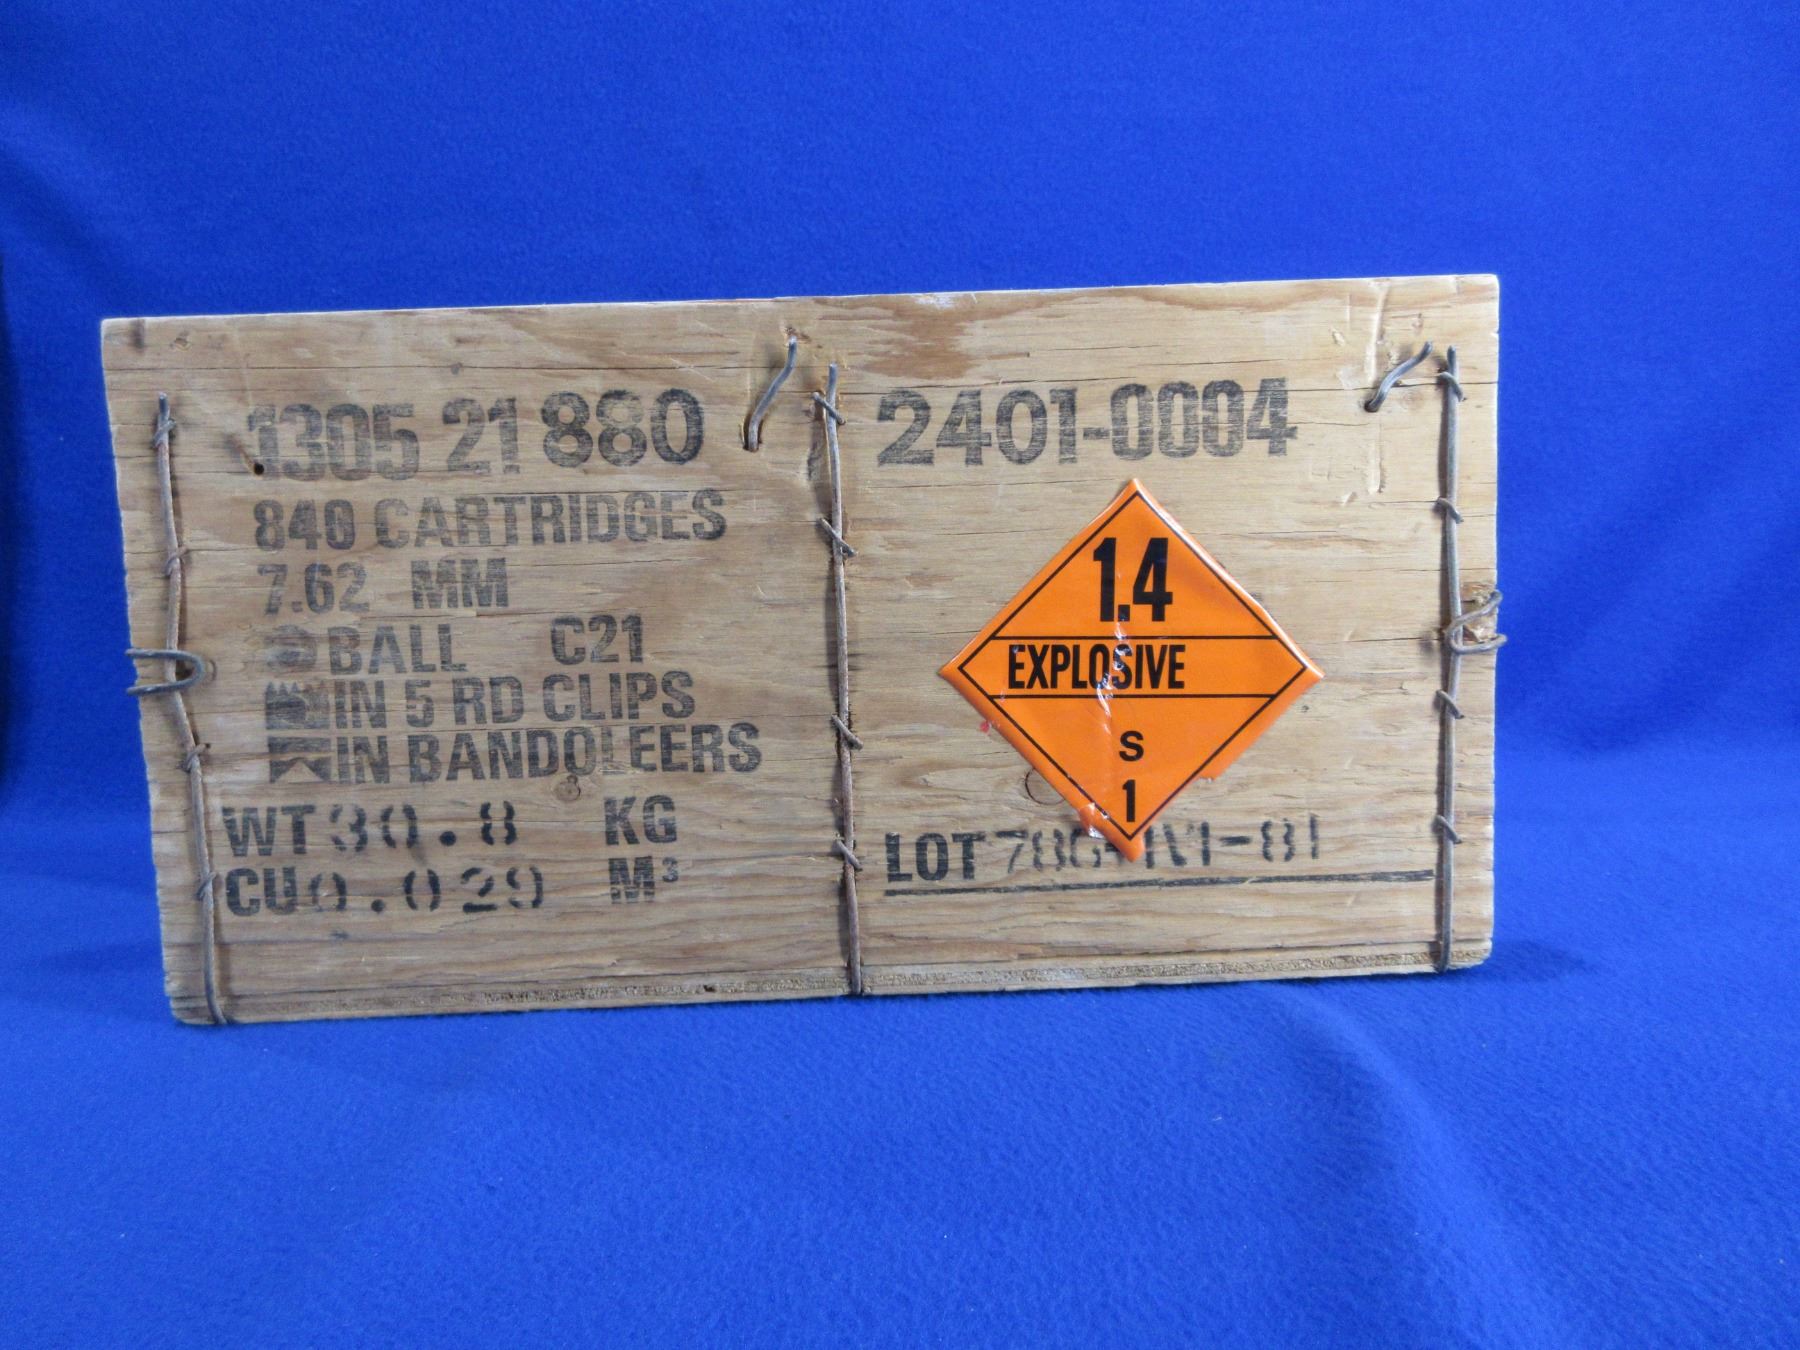 1305 21 880 2401-0004
840 CARTRIDGES
7.62 MM
BALL C21
IN 5 RD CLIPS
IN BANDOLEERS
WT 30.8 KG
CU 0.029 M³
1.4
EXPLOSIVE
S
1
LOT